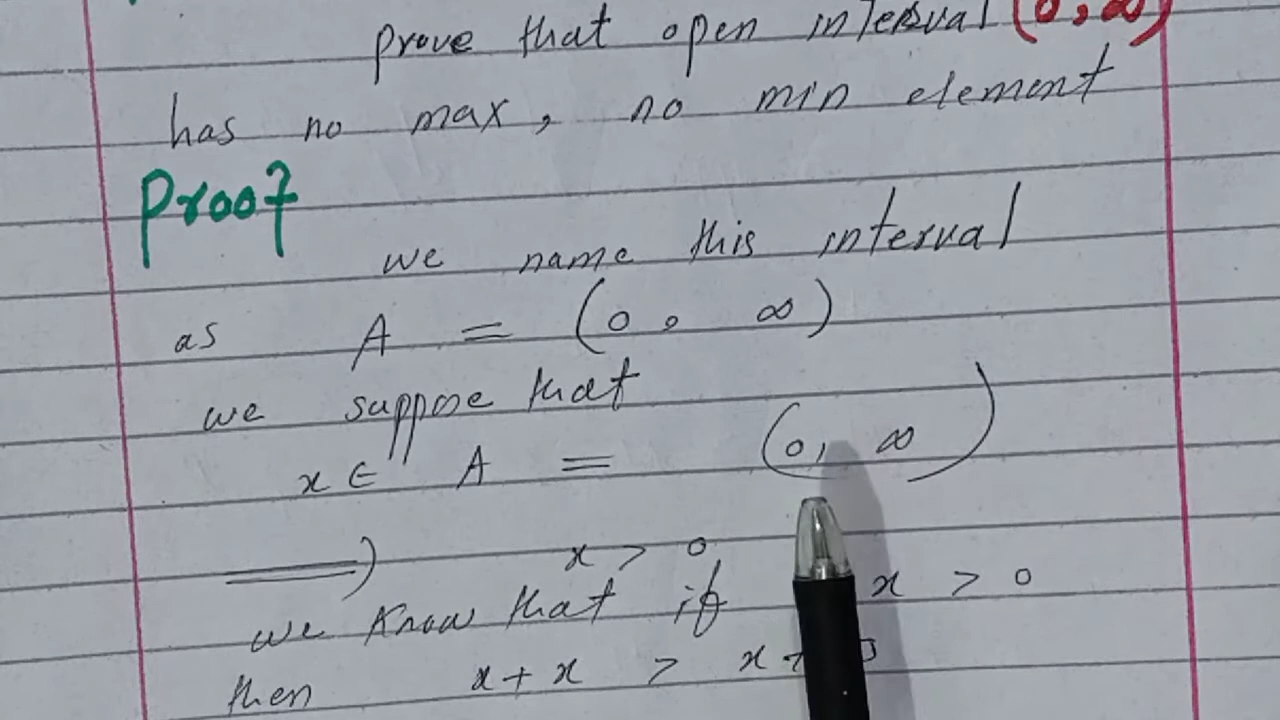 prove that open interval (0, ∞)
has no max, no min element
Proof
we name this interval
as A = (0, ∞)
we suppose that
x ∈ A = (0, ∞)
⟹ x > 0
we know that if x > 0
then x + x > x +